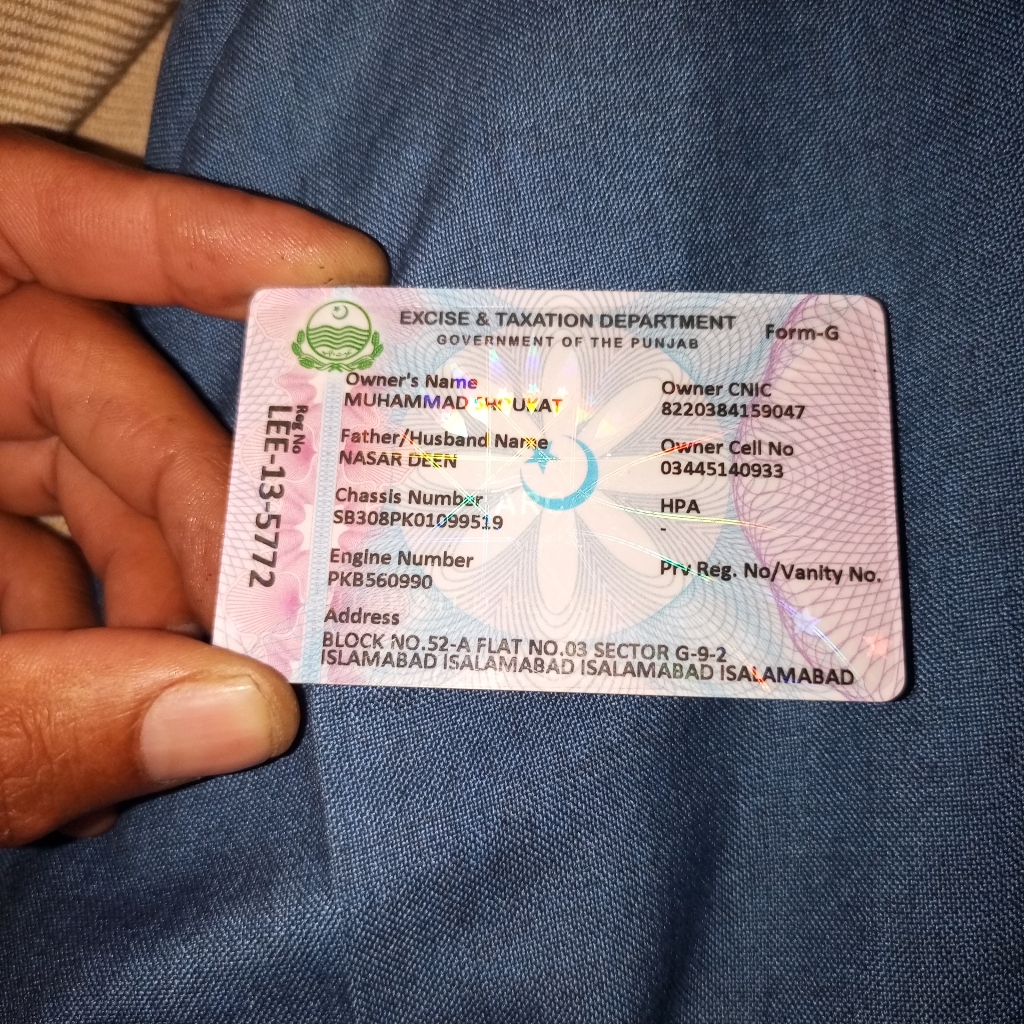 EXCISE & TAXATION DEPARTMENT
GOVERNMENT OF THE PUNJAB
Form-G
Reg No
LEE-13-5772
Owner's Name
MUHAMMAD SHOUKAT
Owner CNIC
8220384159047
Father/Husband Name
NASAR DEEN
Owner Cell No
03445140933
Chassis Number
SB308PK01099519
HPA
-
Engine Number
PKB560990
Prv Reg. No/Vanity No.
Address
BLOCK NO.52-A FLAT NO.03 SECTOR G-9-2
ISLAMABAD ISALAMABAD ISALAMABAD ISALAMABAD